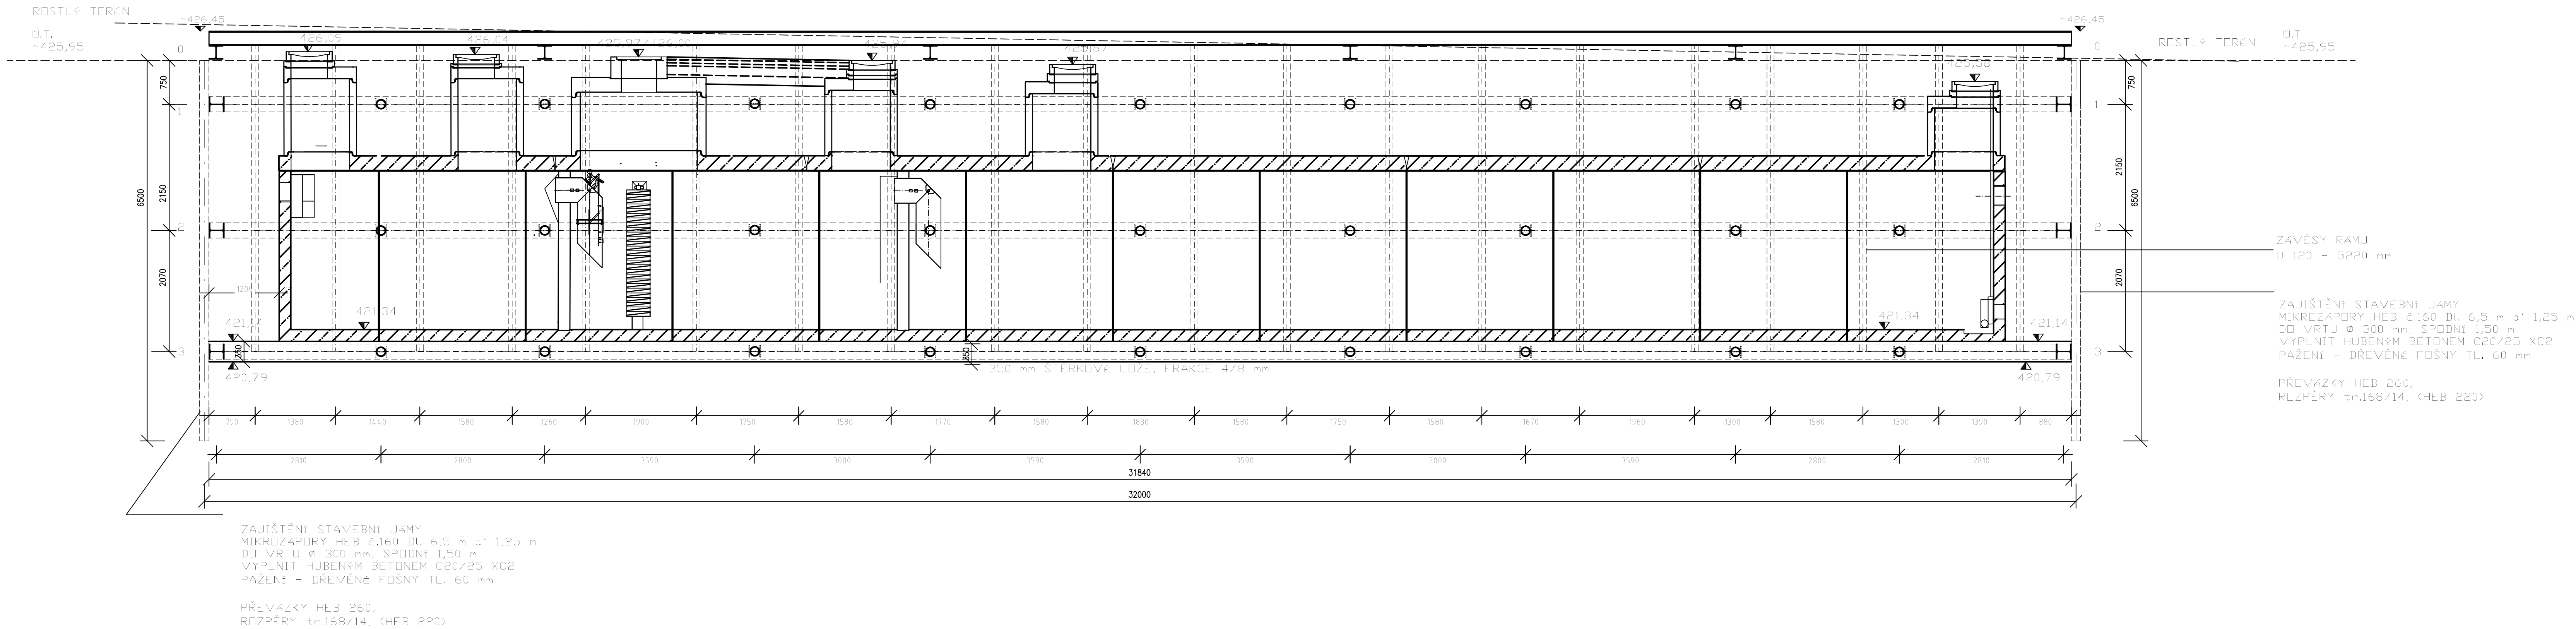 ROSTLÝ TERÉN
-426,45
U.T.
-425,95
0
426,09
426,04
425,87
-426,45
0
ROSTLÝ TERÉN
U.T.
-425,95
425,58
750
1
2150
6500
2
2070
3
1200
421,34
350
420,79
350
350 mm ŠTĚRKOVÉ LOŽE, FRAKCE 4/8 mm
421,34
421,14
420,79
750
1
2150
6500
2
2070
3
ZÁVĚSY RÁMU
U 120 - 5220 mm
ZAJIŠTĚNÍ STAVEBNÍ JÁMY
MIKROZÁPORY HEB č.160 Dl. 6,5 m a' 1,25 m
DO VRTU Ø 300 mm, SPODNÍ 1,50 m
VYPLNIT HUBENÝM BETONEM C20/25 XC2
PAŽENÍ - DŘEVĚNÉ FOŠNY TL. 60 mm
PŘEVÁZKY HEB 260,
ROZPĚRY tr.168/14, (HEB 220)
790 1380 1440 1580 1260 1900 1750 1580 1770 1580 1830 1580 1750 1580 1670 1960 1300 1580 1300 1390 880
2810 2800 3590 3000 3590 3590 3000 3590 2800 2810
31840
32000
ZAJIŠTĚNÍ STAVEBNÍ JÁMY
MIKROZÁPORY HEB č.160 Dl. 6,5 m a' 1,25 m
DO VRTU Ø 300 mm, SPODNÍ 1,50 m
VYPLNIT HUBENÝM BETONEM C20/25 XC2
PAŽENÍ - DŘEVĚNÉ FOŠNY TL. 60 mm
PŘEVÁZKY HEB 260,
ROZPĚRY tr.168/14, (HEB 220)